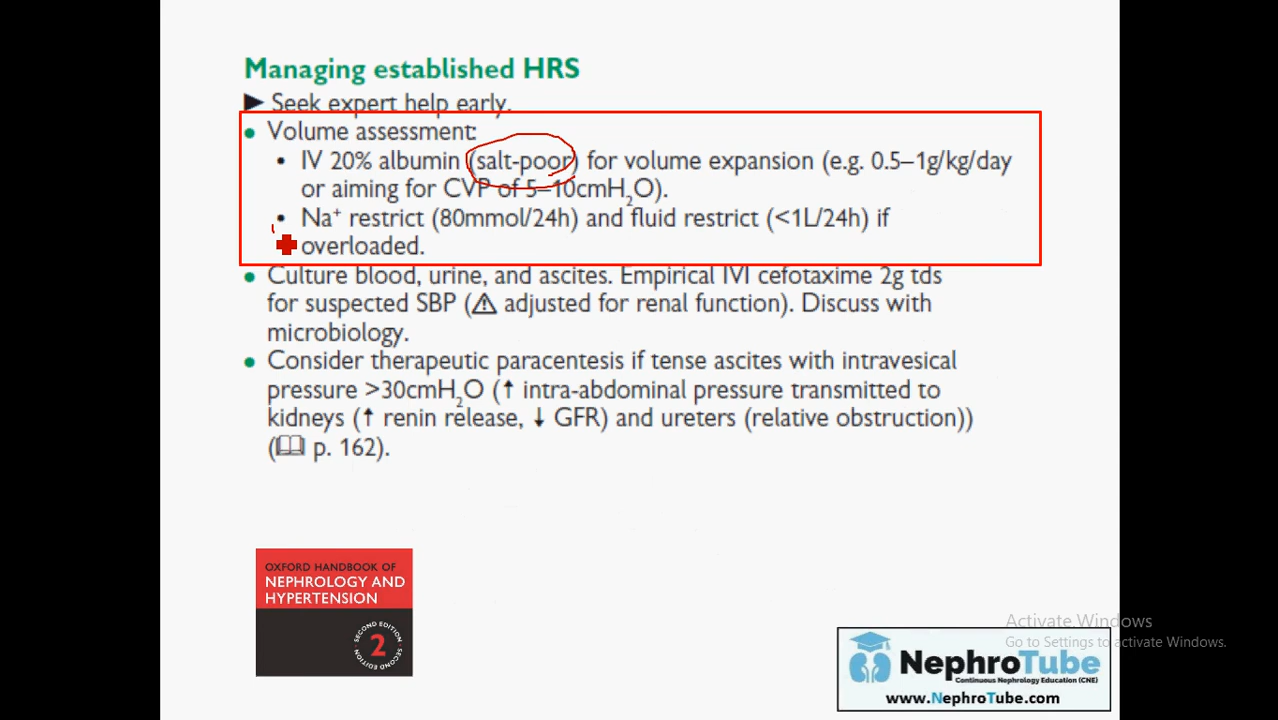 Managing established HRS
▶ Seek expert help early.
• Volume assessment:
• IV 20% albumin (salt-poor) for volume expansion (e.g. 0.5–1g/kg/day
or aiming for CVP of 5–10cmH₂O).
• Na⁺ restrict (80mmol/24h) and fluid restrict (<1L/24h) if
overloaded.
• Culture blood, urine, and ascites. Empirical IVI cefotaxime 2g tds
for suspected SBP (⚠ adjusted for renal function). Discuss with
microbiology.
• Consider therapeutic paracentesis if tense ascites with intravesical
pressure >30cmH₂O (↑ intra-abdominal pressure transmitted to
kidneys (↑ renin release, ↓ GFR) and ureters (relative obstruction))
(📖 p. 162).
OXFORD HANDBOOK OF
NEPHROLOGY AND
HYPERTENSION
SECOND EDITION
2
SECOND EDITION
Activate Windows
Go to Settings to activate Windows.
NephroTube
Continuous Nephrology Education (CNE)
www.NephroTube.com